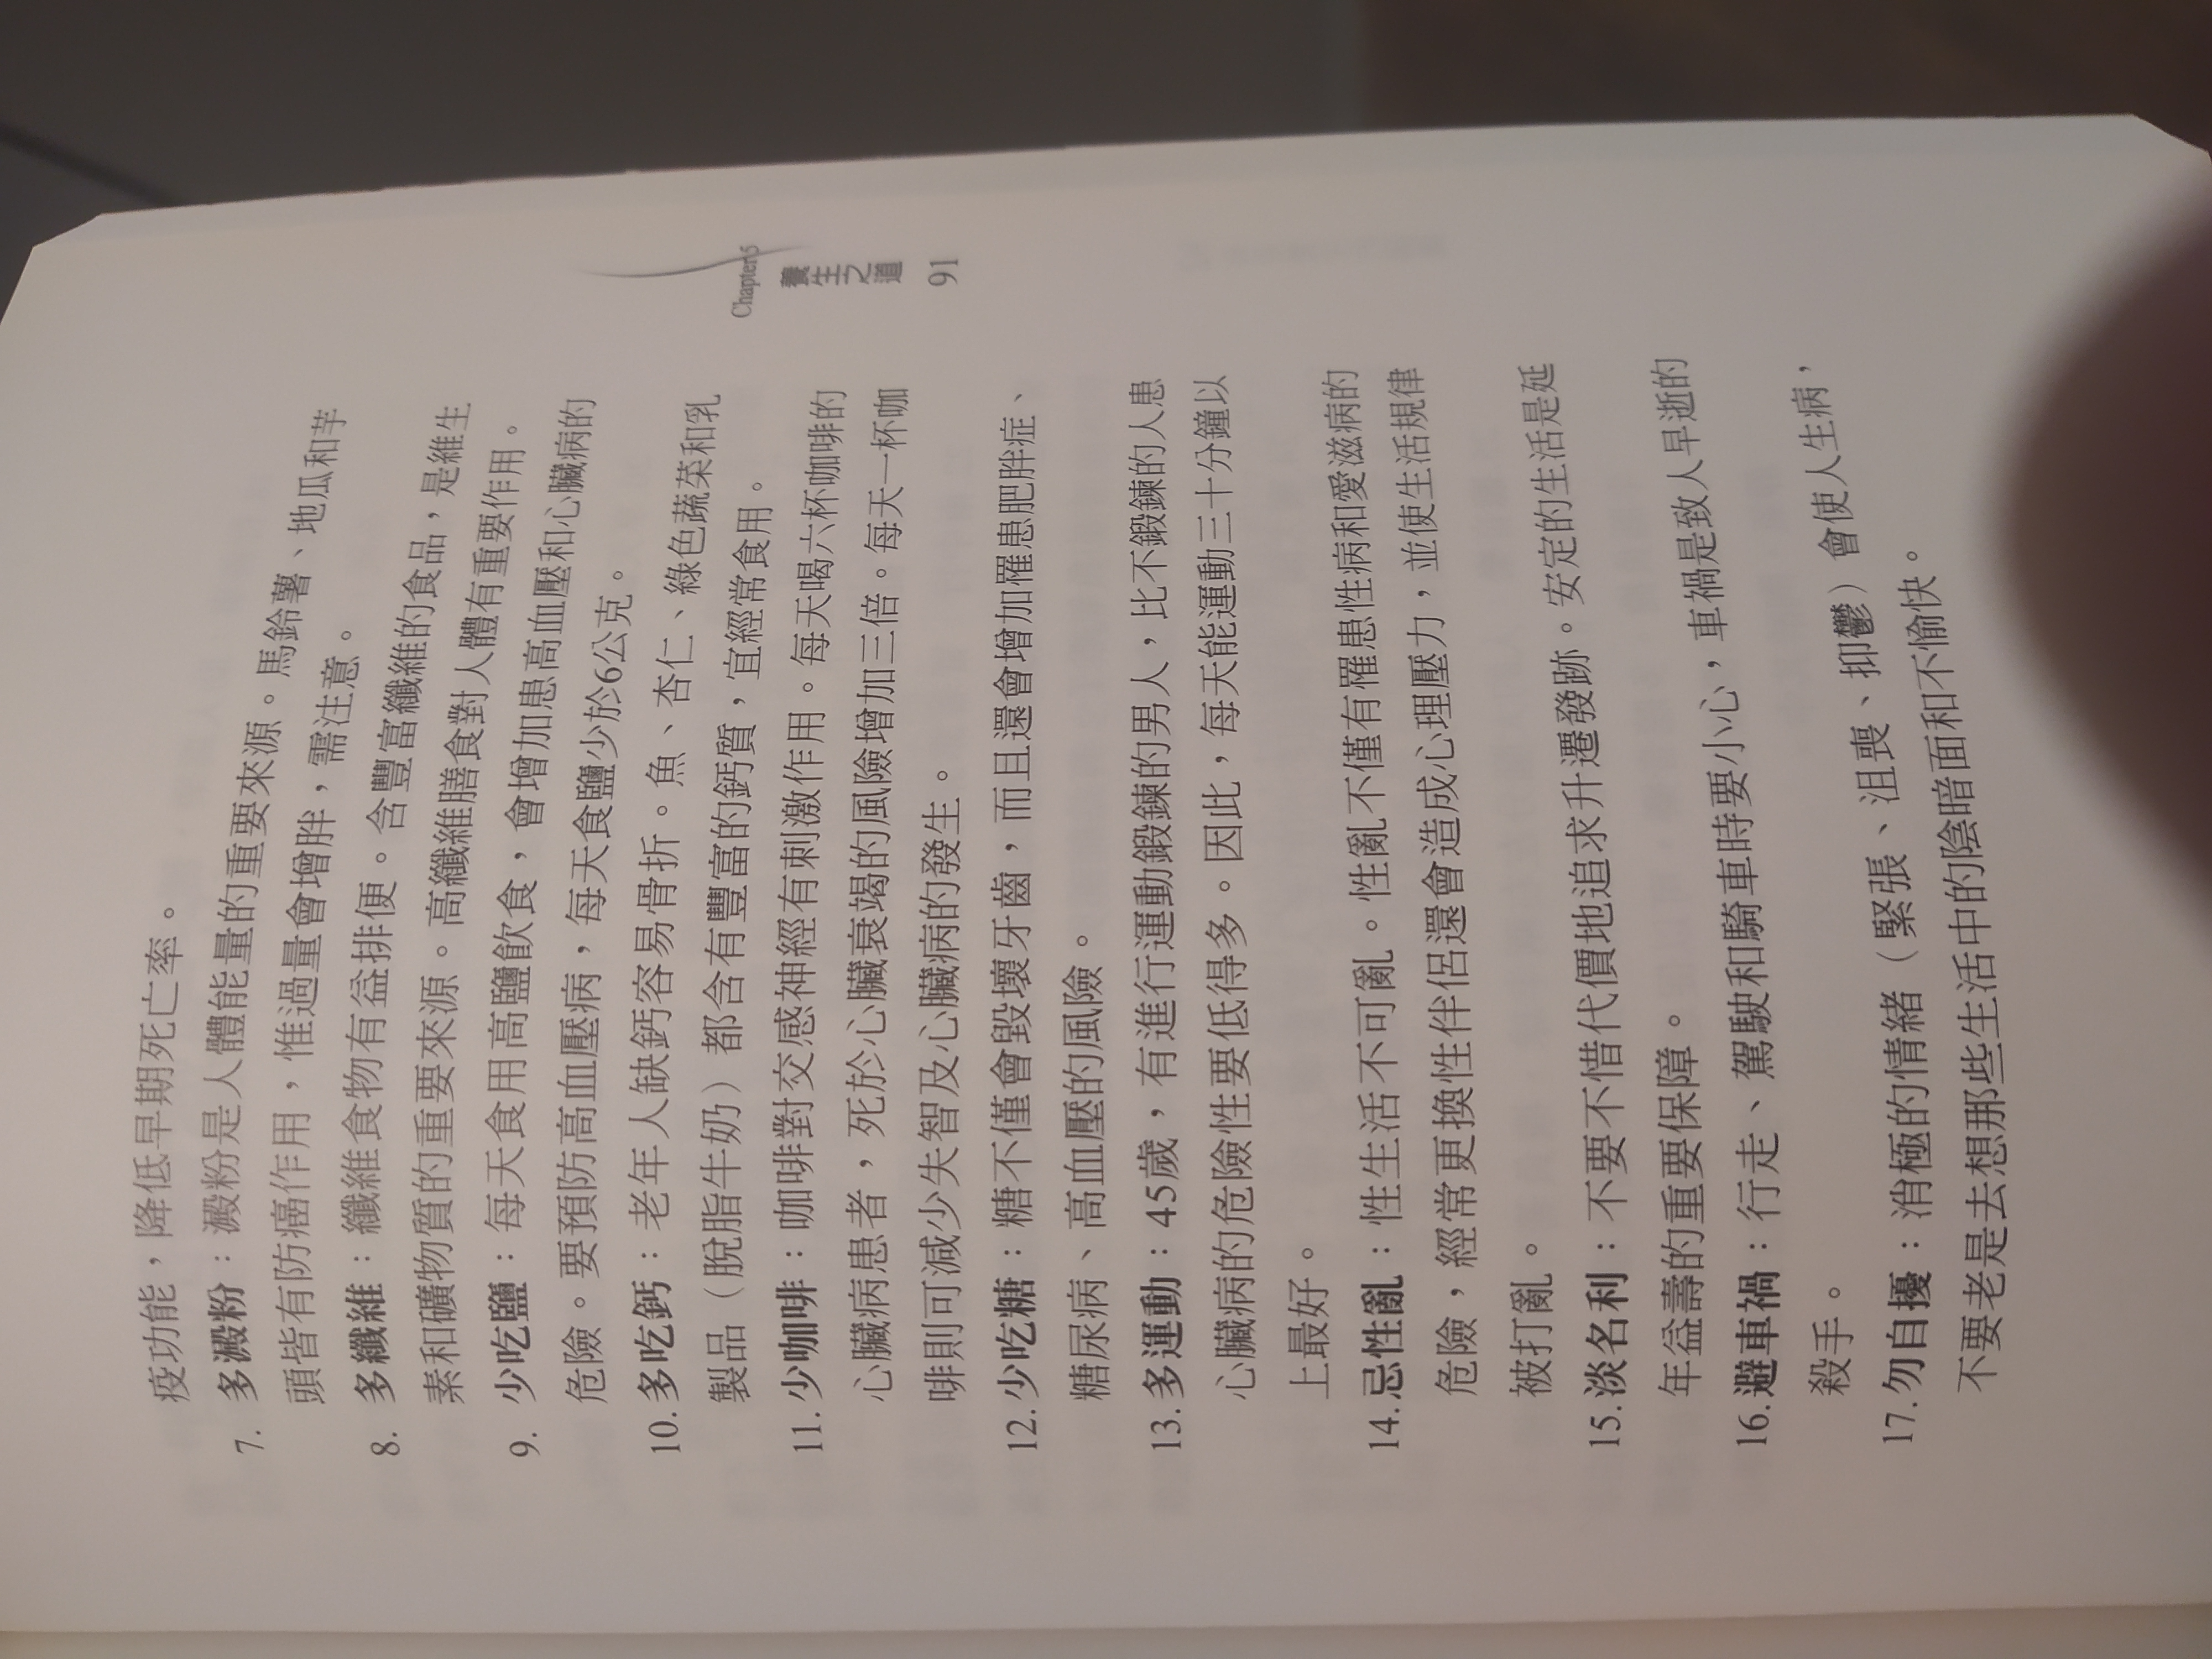 疫功能，降低早期死亡率。
7. 多澱粉：澱粉是人體能量的重要來源。馬鈴薯、地瓜和芋
頭皆有防癌作用，惟過量會增胖，需注意。
8. 多纖維：纖維食物有益排便。含豐富纖維的食品，是維生
素和礦物質的重要來源。高纖維膳食對人體有重要作用。
9. 少吃鹽：每天食用高鹽飲食，會增加患高血壓和心臟病的
危險。要預防高血壓病，每天食鹽少於6公克。
10.多吃鈣：老年人缺鈣容易骨折。魚、杏仁、綠色蔬菜和乳
製品（脫脂牛奶）都含有豐富的鈣質，宜經常食用。
11.少咖啡：咖啡對交感神經有刺激作用。每天喝六杯咖啡的
心臟病患者，死於心臟衰竭的風險增加三倍。每天一杯咖
啡則可減少失智及心臟病的發生。
12.少吃糖：糖不僅會毀壞牙齒，而且還會增加罹患肥胖症、
糖尿病、高血壓的風險。
13.多運動：45歲，有進行運動鍛鍊的男人，比不鍛鍊的人患
心臟病的危險性要低得多。因此，每天能運動三十分鐘以
上最好。
14.忌性亂：性生活不可亂。性亂不僅有罹患性病和愛滋病的
危險，經常更換性伴侶還會造成心理壓力，並使生活規律
被打亂。
15.淡名利：不要不惜代價地追求升遷發跡。安定的生活是延
年益壽的重要保障。
16.避車禍：行走、駕駛和騎車時要小心，車禍是致人早逝的
殺手。
17.勿自擾：消極的情緒（緊張、沮喪、抑鬱）會使人生病，
不要老是去想那些生活中的陰暗面和不愉快。
Chapter 5
養生之道
91